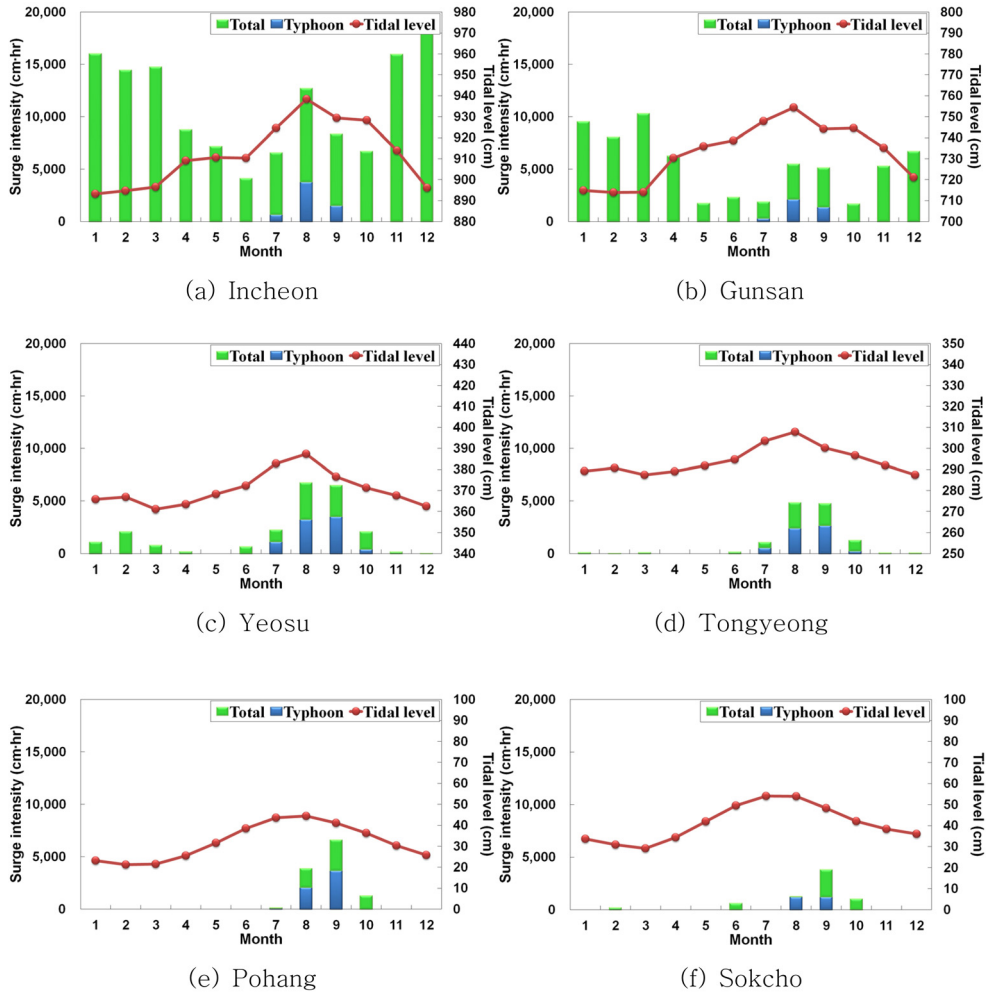 Total Typhoon Tidal level
Surge intensity (cm·hr)
20,000
15,000
10,000
5,000
0
980
970
960
950
940
930
920
910
900
890
880
Tidal level (cm)
1 2 3 4 5 6 7 8 9 10 11 12
Month
(a) Incheon
Total Typhoon Tidal level
Surge intensity (cm·hr)
20,000
15,000
10,000
5,000
0
800
790
780
770
760
750
740
730
720
710
700
Tidal level (cm)
1 2 3 4 5 6 7 8 9 10 11 12
Month
(b) Gunsan
Total Typhoon Tidal level
Surge intensity (cm·hr)
20,000
15,000
10,000
5,000
0
440
430
420
410
400
390
380
370
360
350
340
Tidal level (cm)
1 2 3 4 5 6 7 8 9 10 11 12
Month
(c) Yeosu
Total Typhoon Tidal level
Surge intensity (cm·hr)
20,000
15,000
10,000
5,000
0
350
340
330
320
310
300
290
280
270
260
250
Tidal level (cm)
1 2 3 4 5 6 7 8 9 10 11 12
Month
(d) Tongyeong
Total Typhoon Tidal level
Surge intensity (cm·hr)
20,000
15,000
10,000
5,000
0
100
90
80
70
60
50
40
30
20
10
0
Tidal level (cm)
1 2 3 4 5 6 7 8 9 10 11 12
Month
(e) Pohang
Total Typhoon Tidal level
Surge intensity (cm·hr)
20,000
15,000
10,000
5,000
0
100
90
80
70
60
50
40
30
20
10
0
Tidal level (cm)
1 2 3 4 5 6 7 8 9 10 11 12
Month
(f) Sokcho